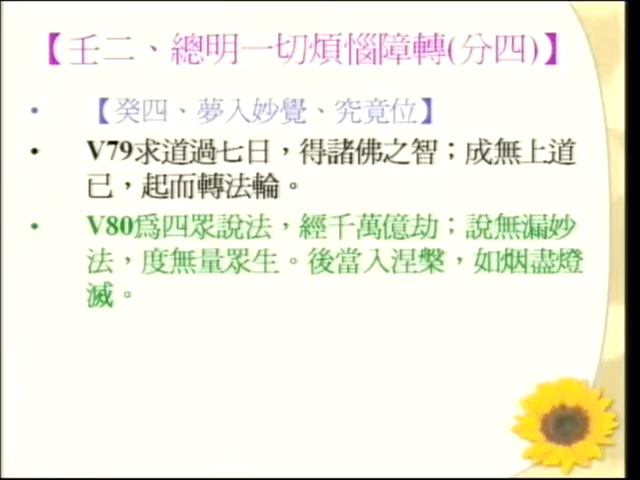 【壬二、總明一切煩惱障轉(分四)】
• 【癸四、夢入妙覺、究竟位】
• V79求道過七日，得諸佛之智；成無上道
已，起而轉法輪。
• V80為四眾說法，經千萬億劫；說無漏妙
法，度無量眾生。後當入涅槃，如烟盡燈
滅。